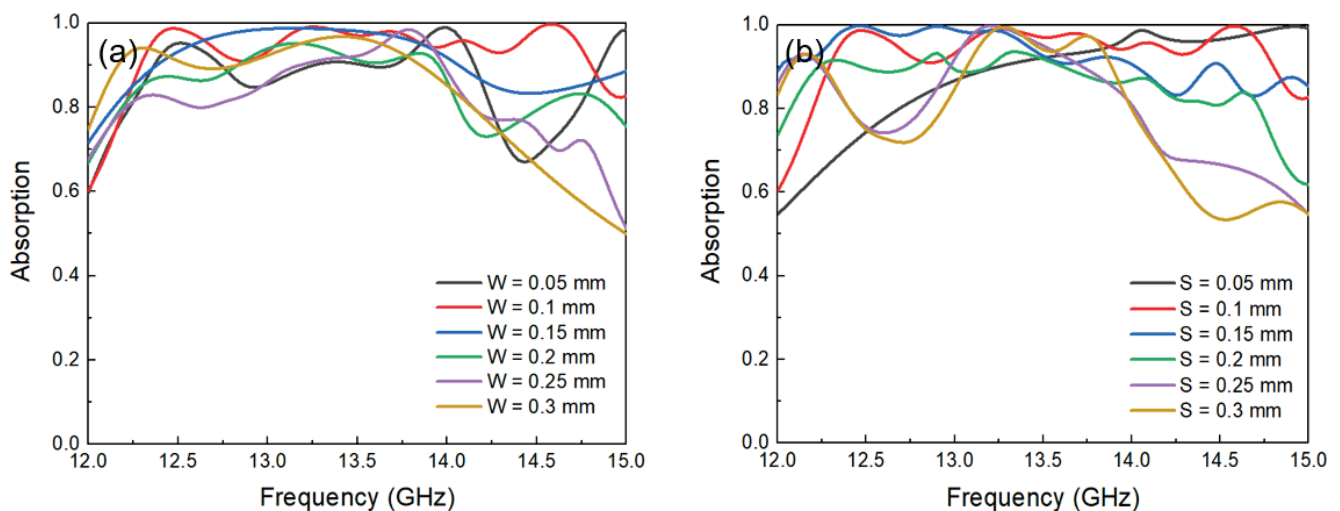 (a)
Absorption
1.0
0.8
0.6
0.4
0.2
0.0
W = 0.05 mm
W = 0.1 mm
W = 0.15 mm
W = 0.2 mm
W = 0.25 mm
W = 0.3 mm
12.0 12.5 13.0 13.5 14.0 14.5 15.0
Frequency (GHz)
(b)
Absorption
1.0
0.8
0.6
0.4
0.2
0.0
S = 0.05 mm
S = 0.1 mm
S = 0.15 mm
S = 0.2 mm
S = 0.25 mm
S = 0.3 mm
12.0 12.5 13.0 13.5 14.0 14.5 15.0
Frequency (GHz)